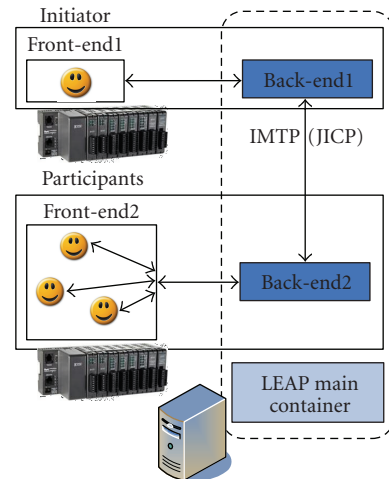 Initiator
Front-end1
Back-end1
IMTP (JICP)
Participants
Front-end2
Back-end2
LEAP main
container